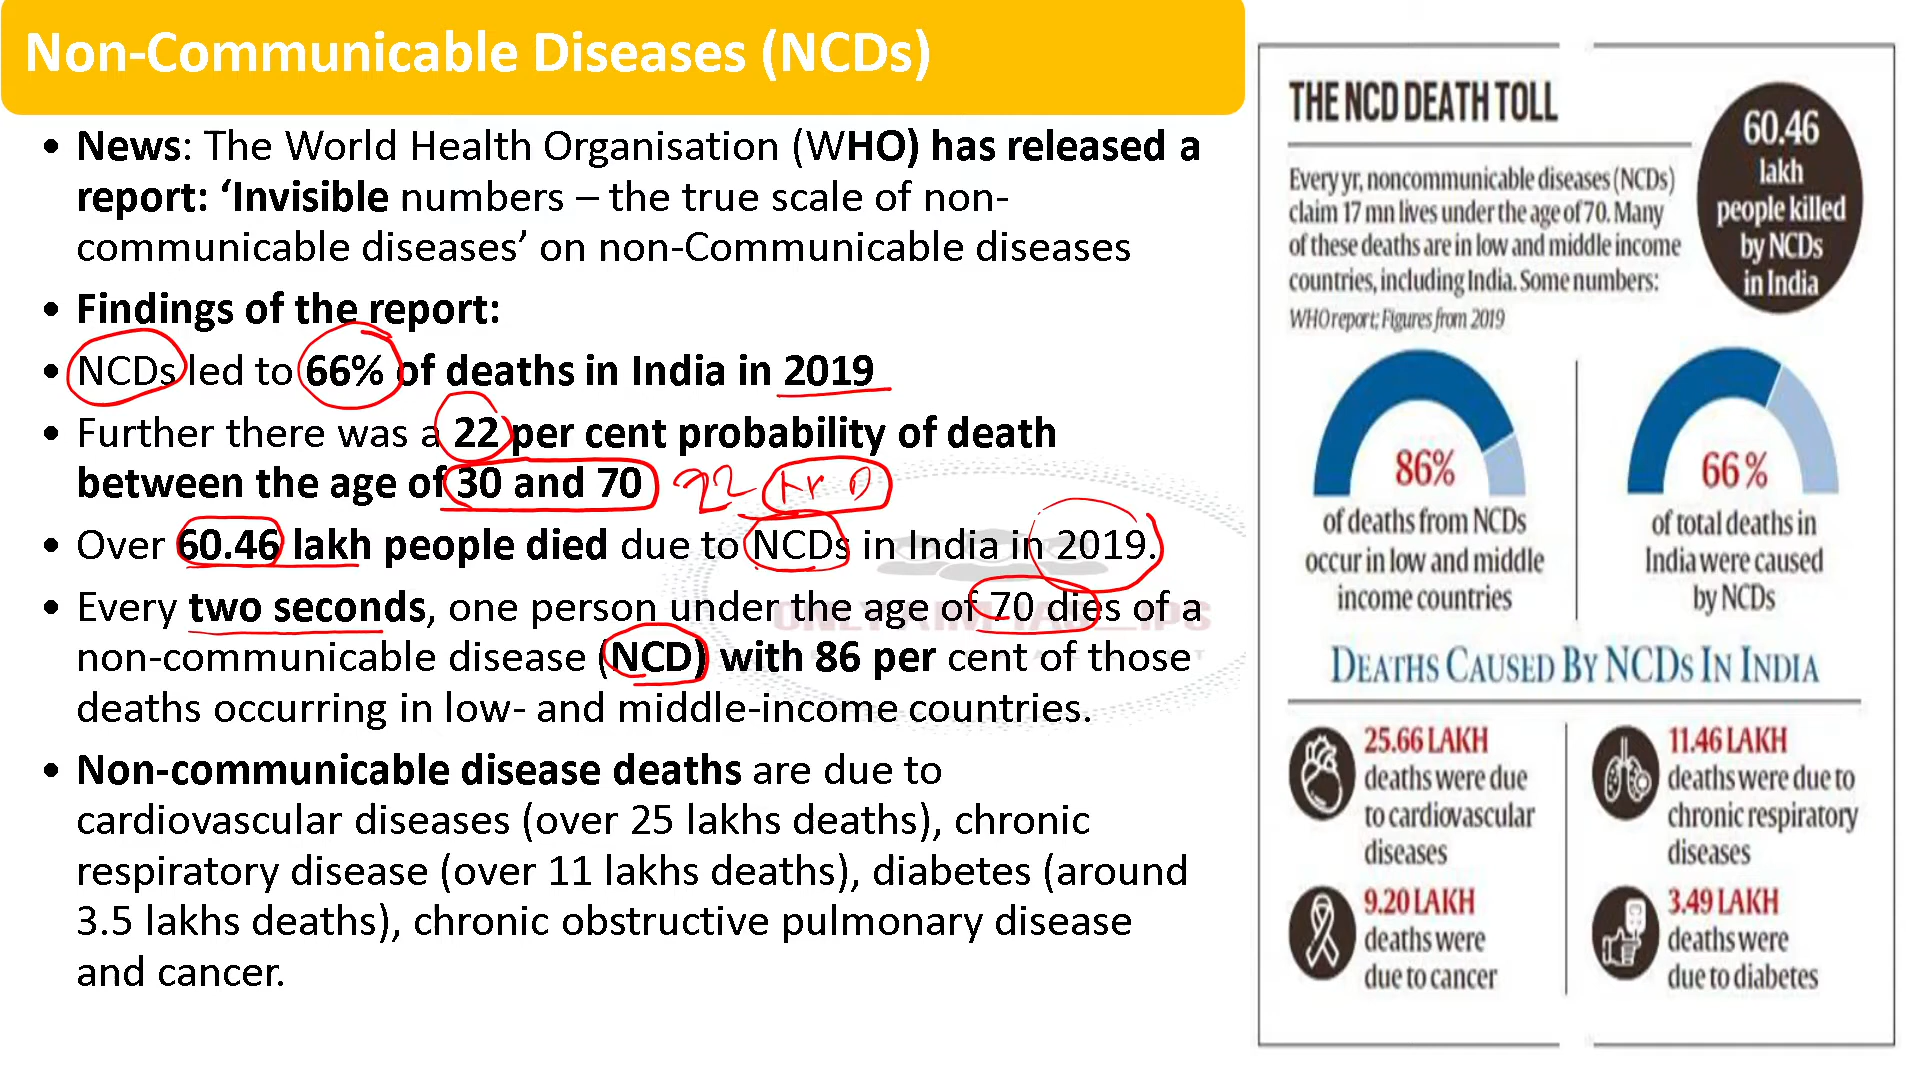 Non-Communicable Diseases (NCDs)
• News: The World Health Organisation (WHO) has released a
report: ‘Invisible numbers – the true scale of non-
communicable diseases’ on non-Communicable diseases
• Findings of the report:
• NCDs led to 66% of deaths in India in 2019
• Further there was a 22 per cent probability of death
between the age of 30 and 70
• Over 60.46 lakh people died due to NCDs in India in 2019.
• Every two seconds, one person under the age of 70 dies of a
non-communicable disease (NCD) with 86 per cent of those
deaths occurring in low- and middle-income countries.
• Non-communicable disease deaths are due to
cardiovascular diseases (over 25 lakhs deaths), chronic
respiratory disease (over 11 lakhs deaths), diabetes (around
3.5 lakhs deaths), chronic obstructive pulmonary disease
and cancer.
THE NCD DEATH TOLL
Every yr, noncommunicable diseases (NCDs)
claim 17 mn lives under the age of 70. Many
of these deaths are in low and middle income
countries, including India. Some numbers:
WHO report; Figures from 2019
60.46
lakh
people killed
by NCDs
in India
86%
of deaths from NCDs
occur in low and middle
income countries
66%
of total deaths in
India were caused
by NCDs
DEATHS CAUSED BY NCDS IN INDIA
25.66 LAKH
deaths were due
to cardiovascular
diseases
11.46 LAKH
deaths were due to
chronic respiratory
diseases
9.20 LAKH
deaths were
due to cancer
3.49 LAKH
deaths were
due to diabetes